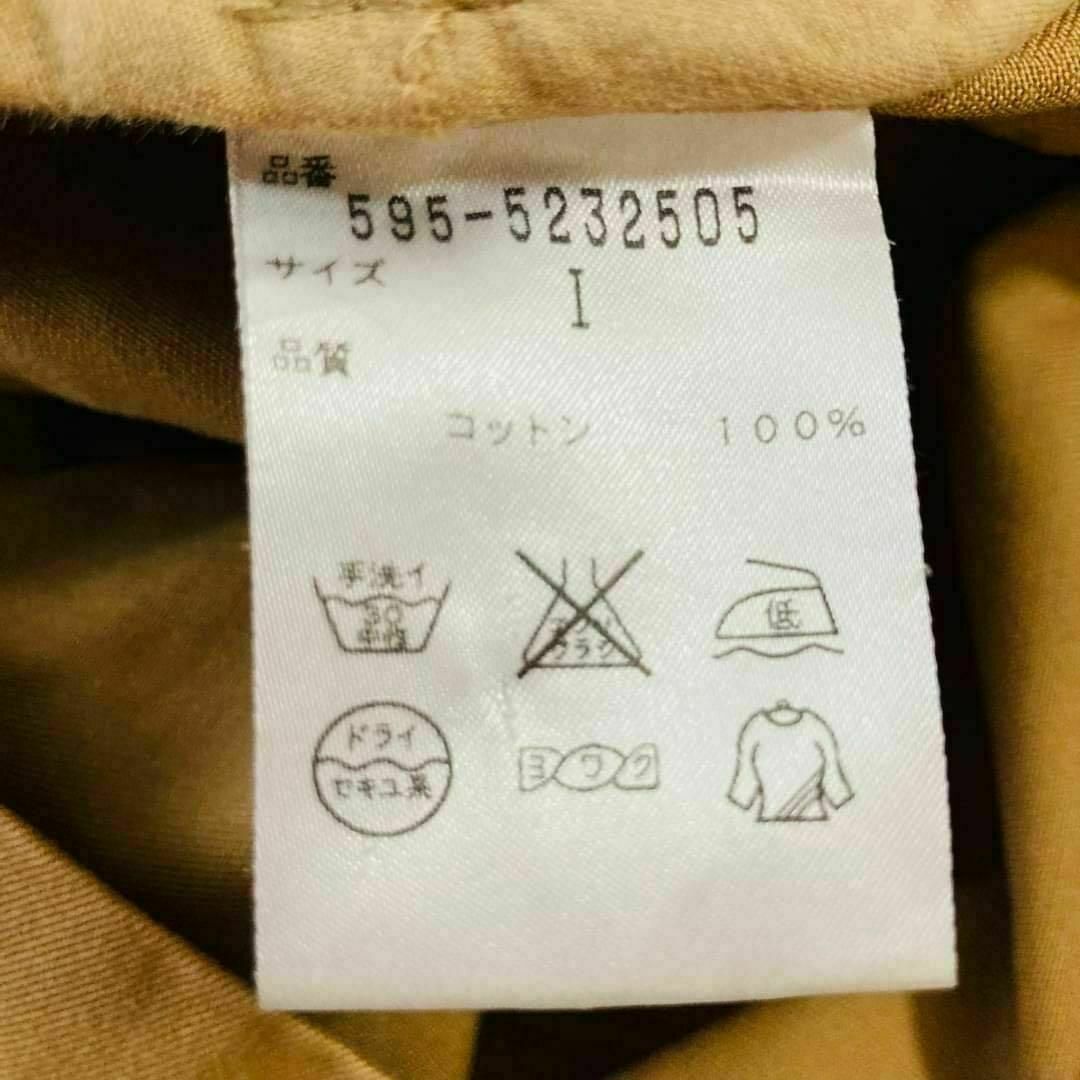 品番
595-5232505
サイズ I
品質
コットン 100%
手洗イ
30
中性
エンソ
サラシ
低
ドライ
セキユ系
ヨワク